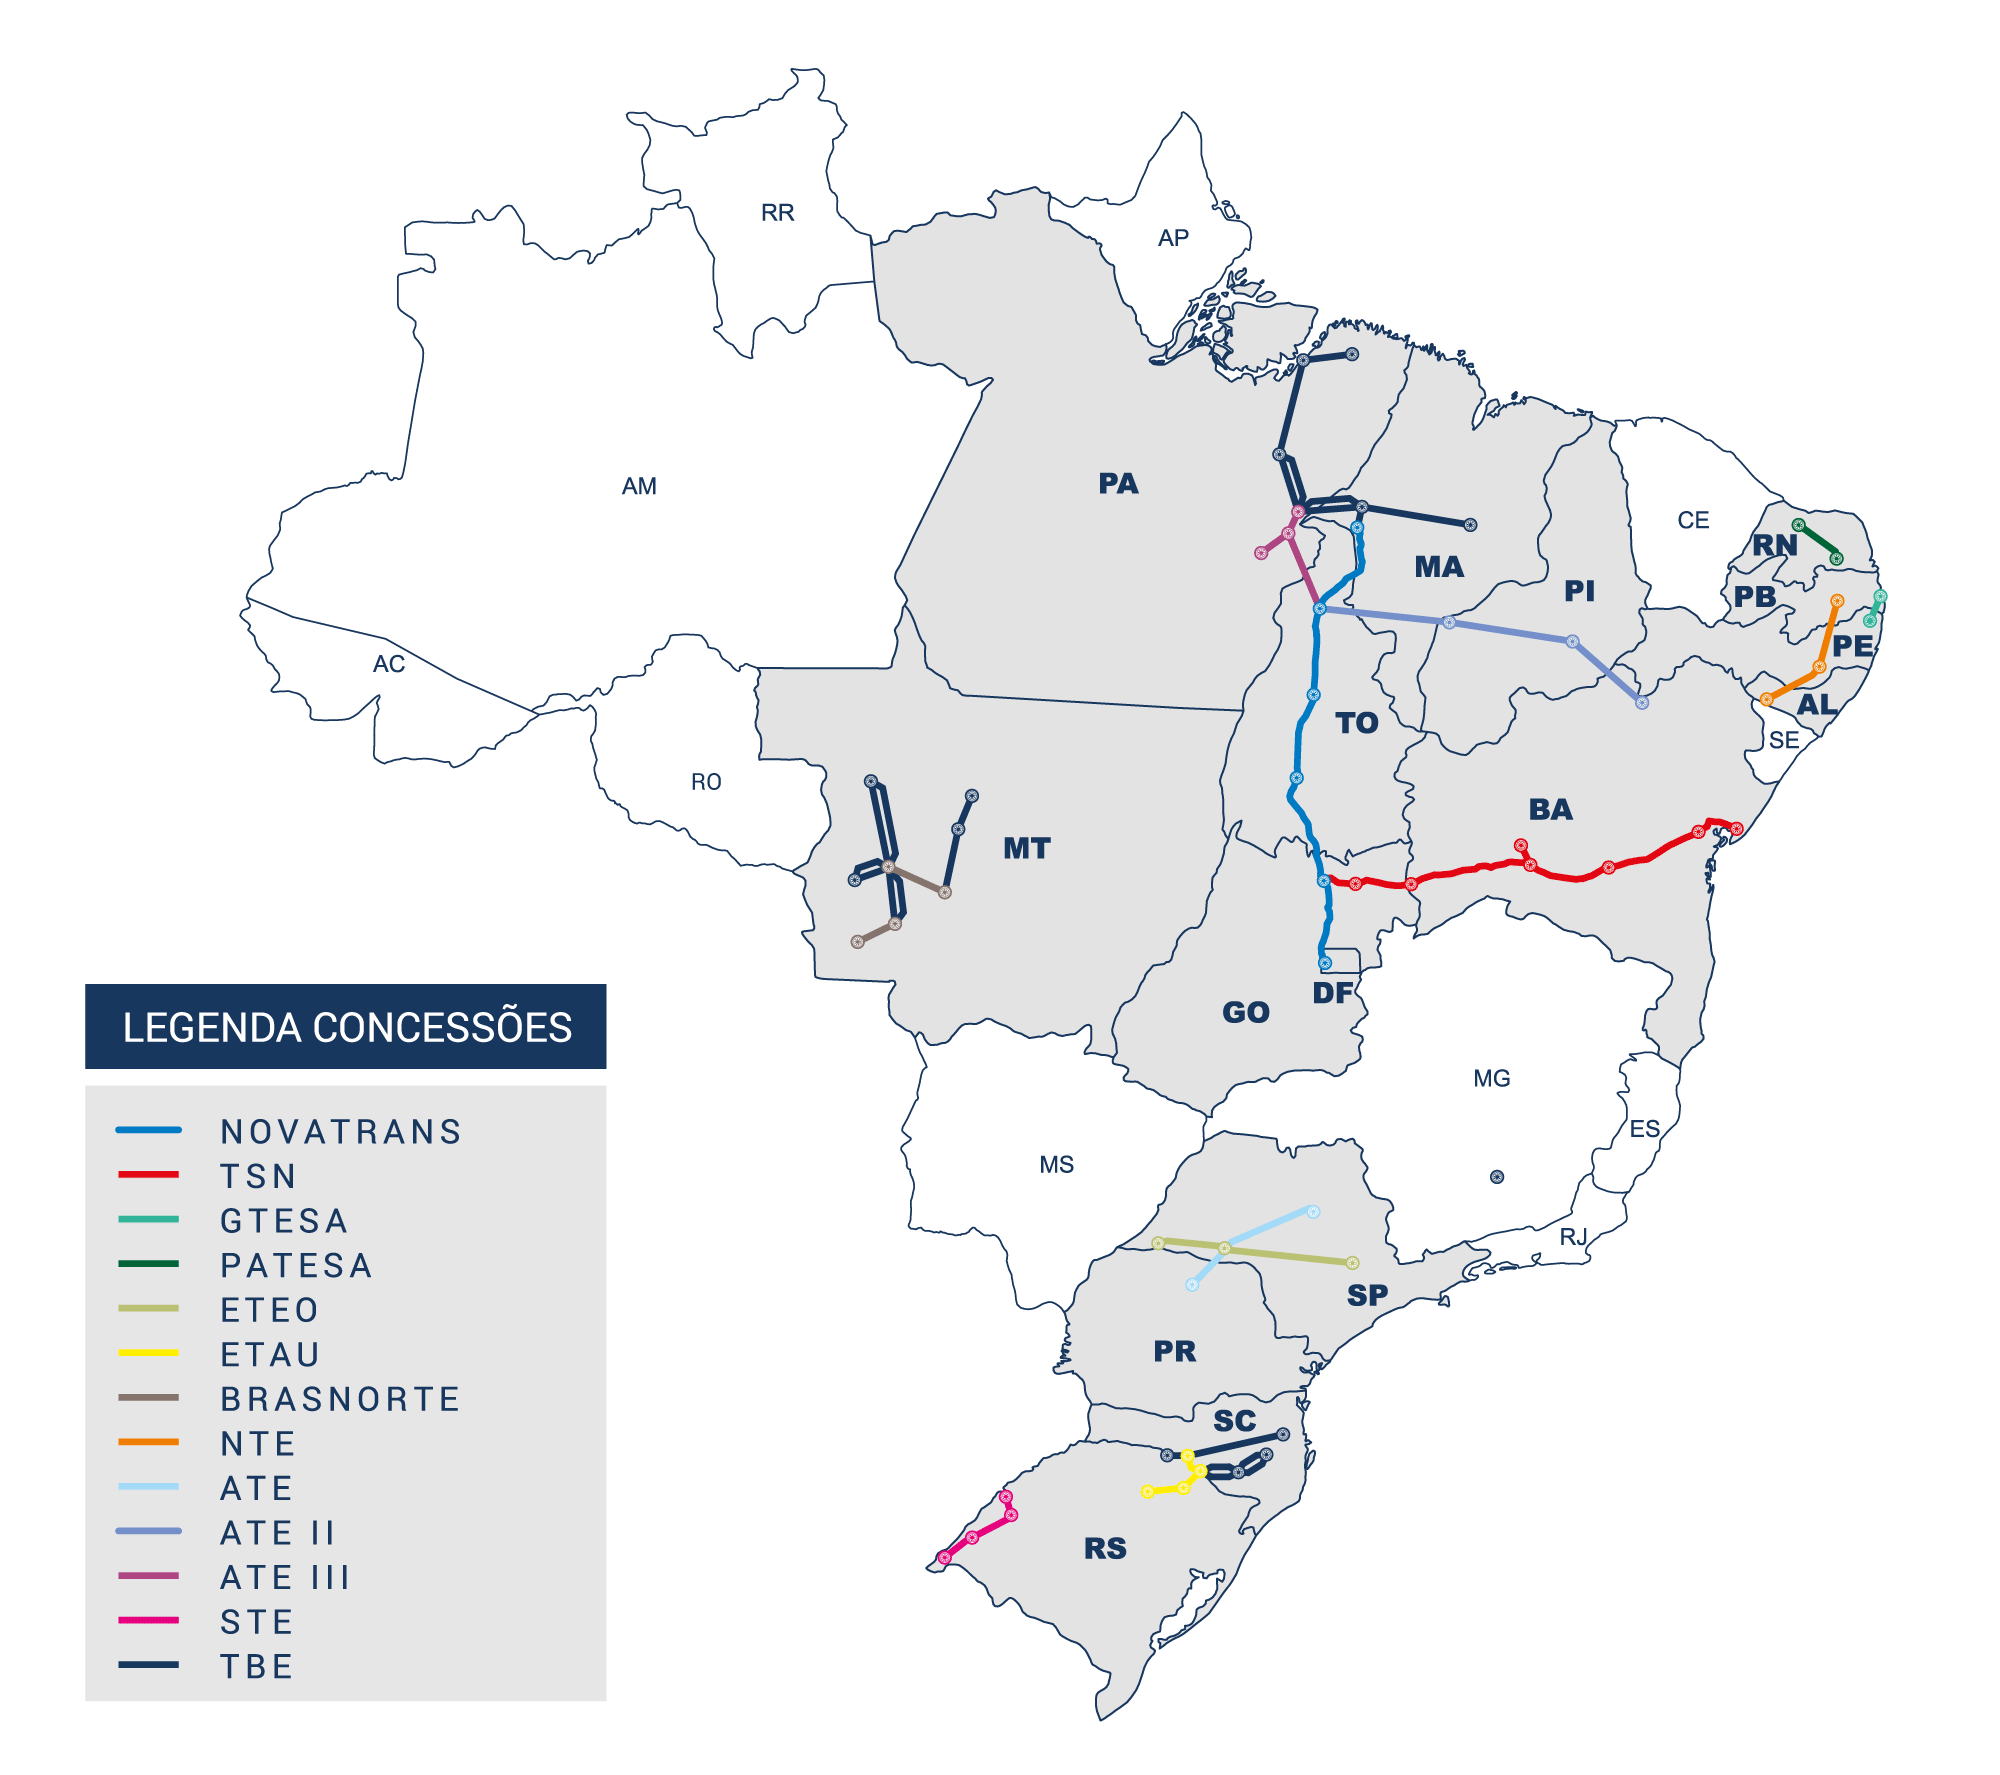 RR
AP
AM
PA
CE
RN
MA
PI
PB
PE
AC
AL
TO
SE
RO
BA
MT
DF
GO
LEGENDA CONCESSÕES
MG
NOVATRANS
ES
MS
TSN
GTESA
RJ
PATESA
SP
ETEO
ETAU
PR
BRASNORTE
SC
NTE
ATE
ATE II
RS
ATE III
STE
TBE